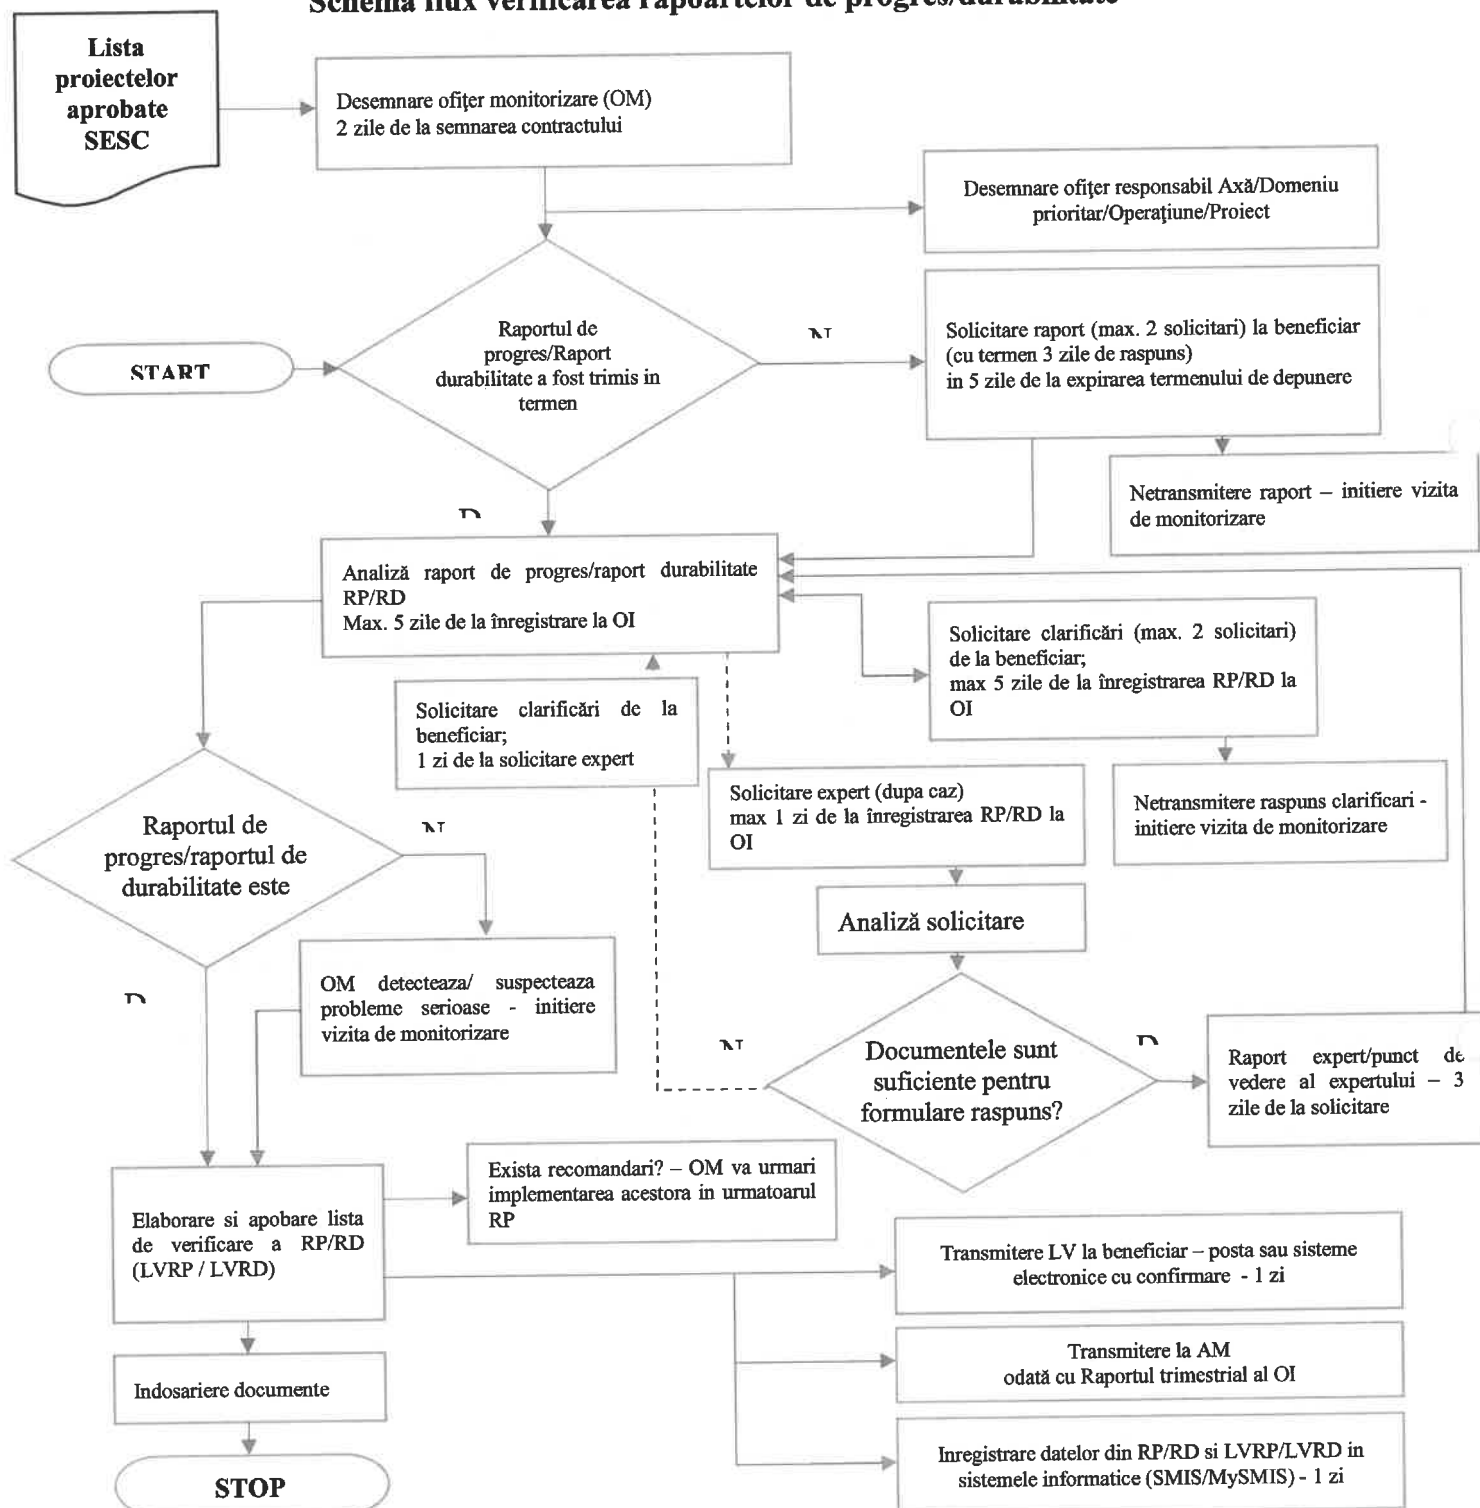 Schema flux verificarea rapoartelor de progres/durabilitate
Lista
proiectelor
aprobate
SESC
Desemnare ofiţer monitorizare (OM)
2 zile de la semnarea contractului
Desemnare ofiţer responsabil Axă/Domeniu
prioritar/Operaţiune/Proiect
START
Raportul de
progres/Raport
durabilitate a fost trimis in
termen
Solicitare raport (max. 2 solicitari) la beneficiar
(cu termen 3 zile de raspuns)
in 5 zile de la expirarea termenului de depunere
Netransmitere raport – initiere vizita
de monitorizare
Analiză raport de progres/raport durabilitate
RP/RD
Max. 5 zile de la înregistrare la OI
Solicitare clarificări (max. 2 solicitari)
de la beneficiar;
max 5 zile de la înregistrarea RP/RD la
OI
Solicitare clarificări de la
beneficiar;
1 zi de la solicitare expert
Solicitare expert (dupa caz)
max 1 zi de la înregistrarea RP/RD la
OI
Netransmitere raspuns clarificari -
initiere vizita de monitorizare
Raportul de
progres/raportul de
durabilitate este
Analiză solicitare
OM detecteaza/ suspecteaza
probleme serioase - initiere
vizita de monitorizare
Documentele sunt
suficiente pentru
formulare raspuns?
Raport expert/punct de
vedere al expertului – 3
zile de la solicitare
Exista recomandari? – OM va urmari
implementarea acestora in urmatoarul
RP
Elaborare si apobare lista
de verificare a RP/RD
(LVRP / LVRD)
Transmitere LV la beneficiar – posta sau sisteme
electronice cu confirmare - 1 zi
Transmitere la AM
odată cu Raportul trimestrial al OI
Indosariere documente
Inregistrare datelor din RP/RD si LVRP/LVRD in
sistemele informatice (SMIS/MySMIS) - 1 zi
STOP